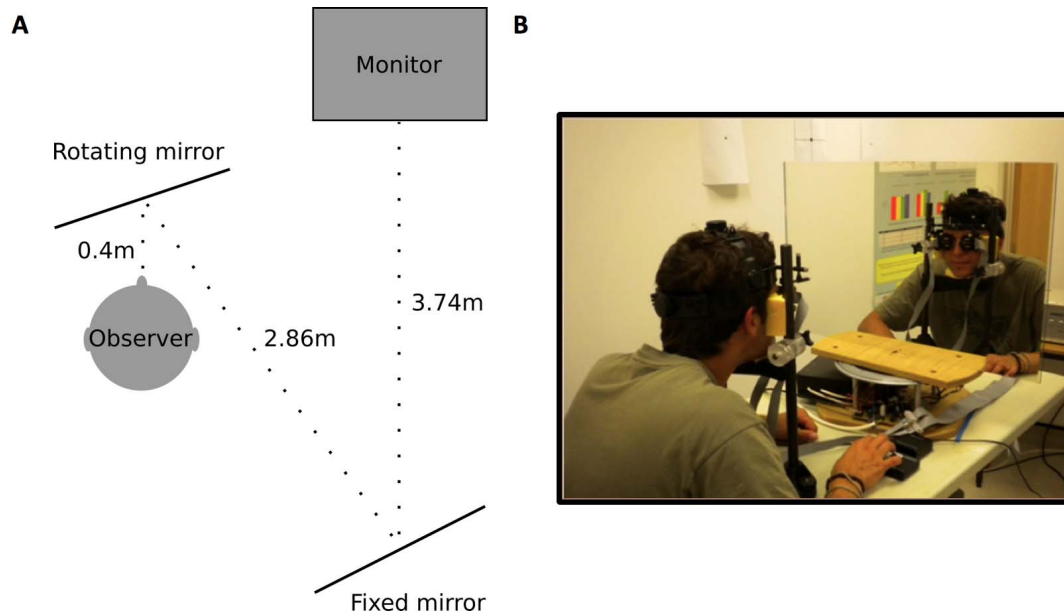 A
B
Monitor
Rotating mirror
0.4m
Observer
3.74m
2.86m
Fixed mirror